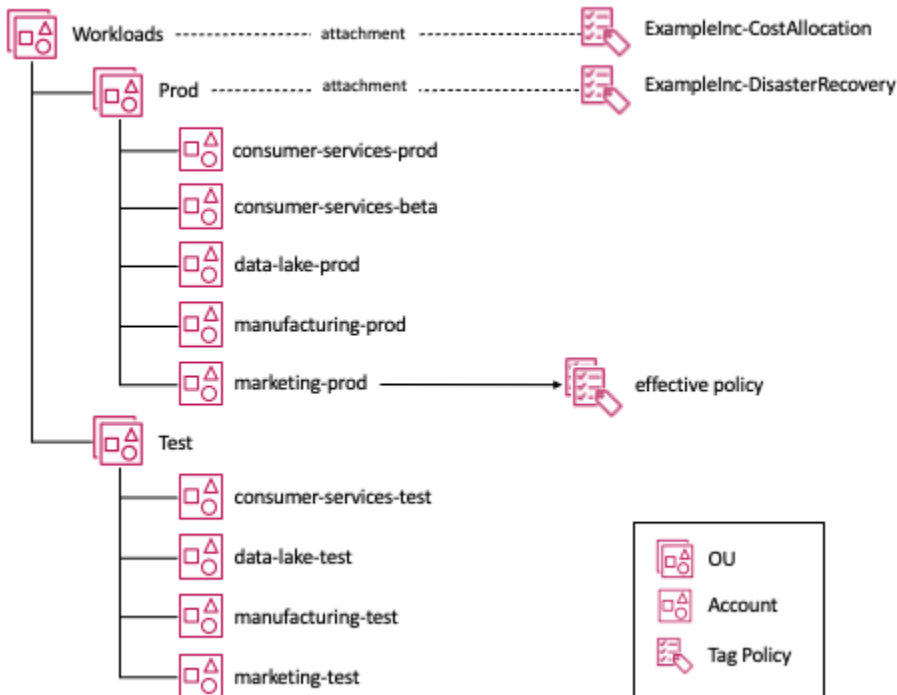 Workloads attachment ExampleInc-CostAllocation
Prod attachment ExampleInc-DisasterRecovery
consumer-services-prod
consumer-services-beta
data-lake-prod
manufacturing-prod
marketing-prod effective policy
Test
consumer-services-test
data-lake-test
manufacturing-test
marketing-test
OU
Account
Tag Policy